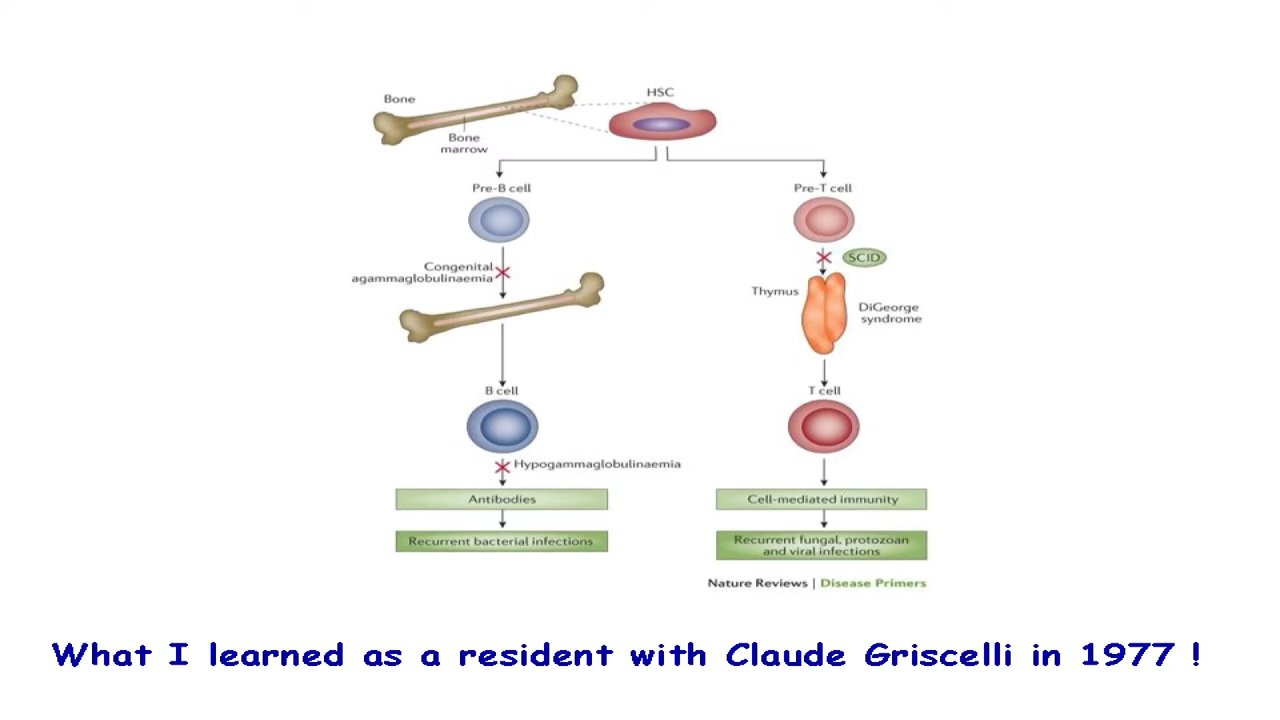 Bone
HSC
Bone
marrow
Pre-B cell
Pre-T cell
Congenital
agammaglobulinaemia
SCID
Thymus
DiGeorge
syndrome
B cell
T cell
Hypogammaglobulinaemia
Antibodies
Cell-mediated immunity
Recurrent bacterial infections
Recurrent fungal, protozoan
and viral infections
Nature Reviews | Disease Primers
What I learned as a resident with Claude Griscelli in 1977 !